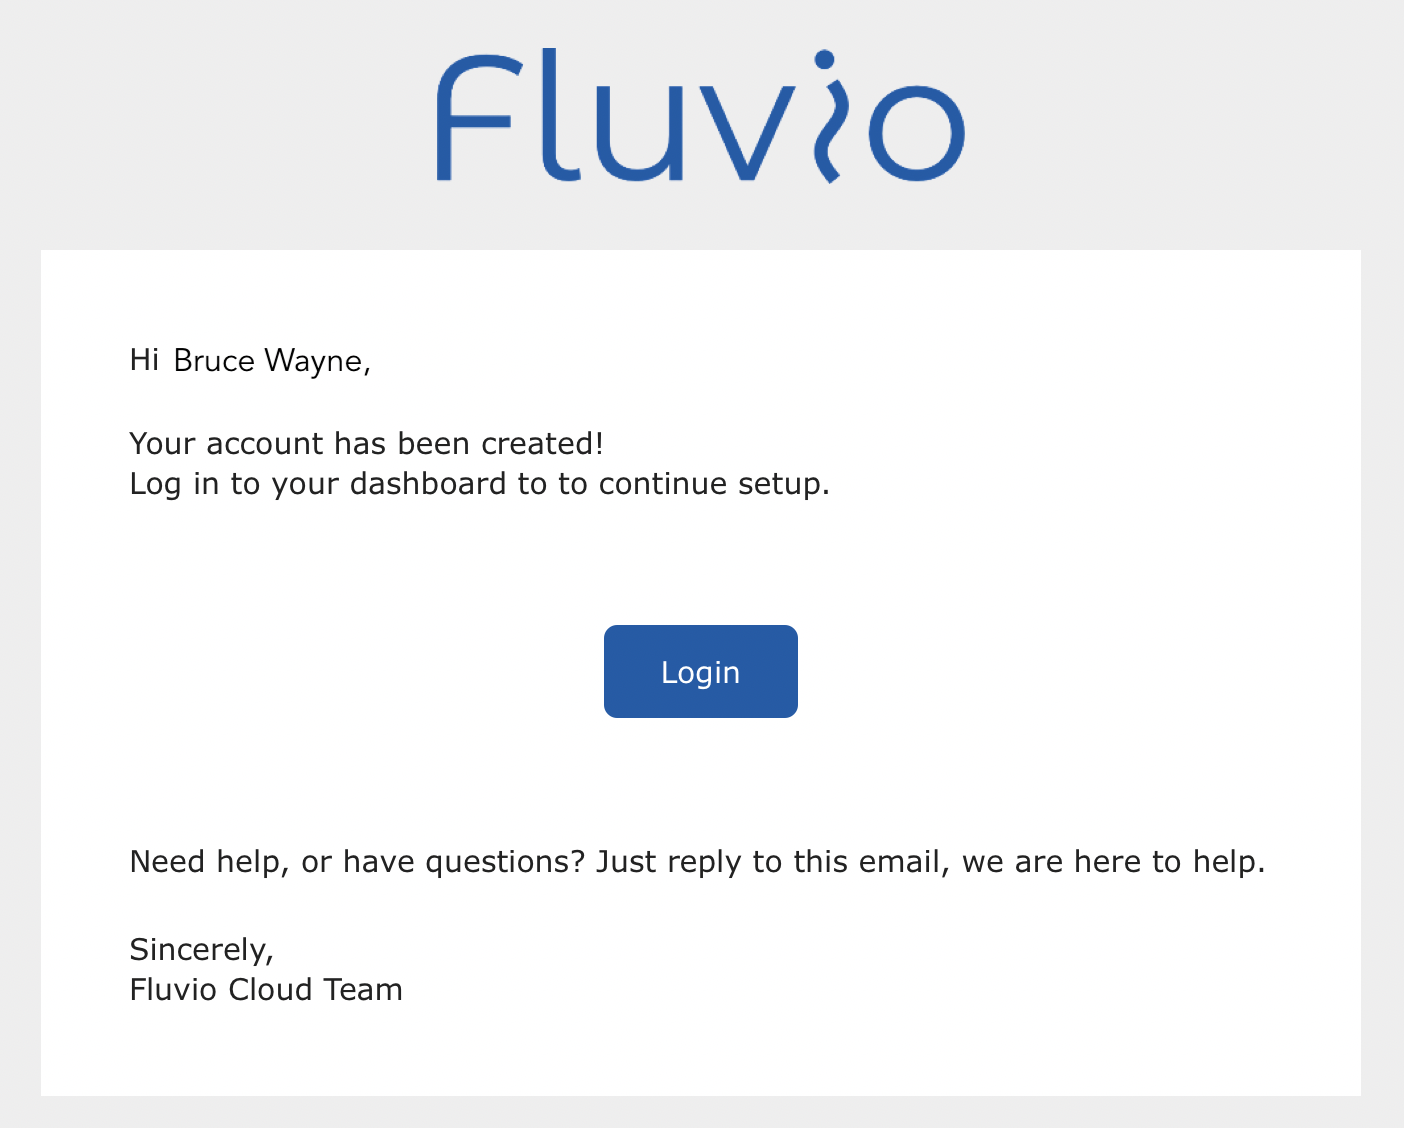 Fluvio
Hi Bruce Wayne,
Your account has been created!
Log in to your dashboard to to continue setup.
Login
Need help, or have questions? Just reply to this email, we are here to help.
Sincerely,
Fluvio Cloud Team